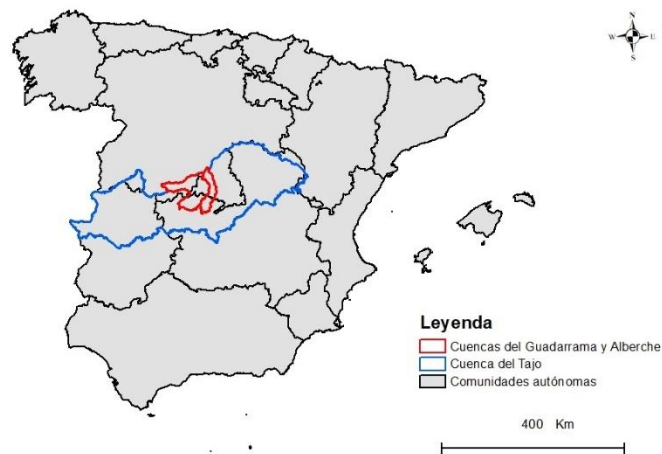 N
W E
S
Leyenda
Cuencas del Guadarrama y Alberche
Cuenca del Tajo
Comunidades autónomas
400 Km